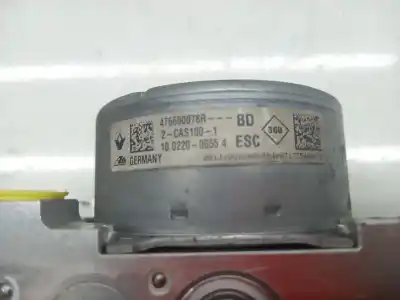 476600078R---- BD
2-CAS100-1
10.0220-0055 4 ESC
GERMANY